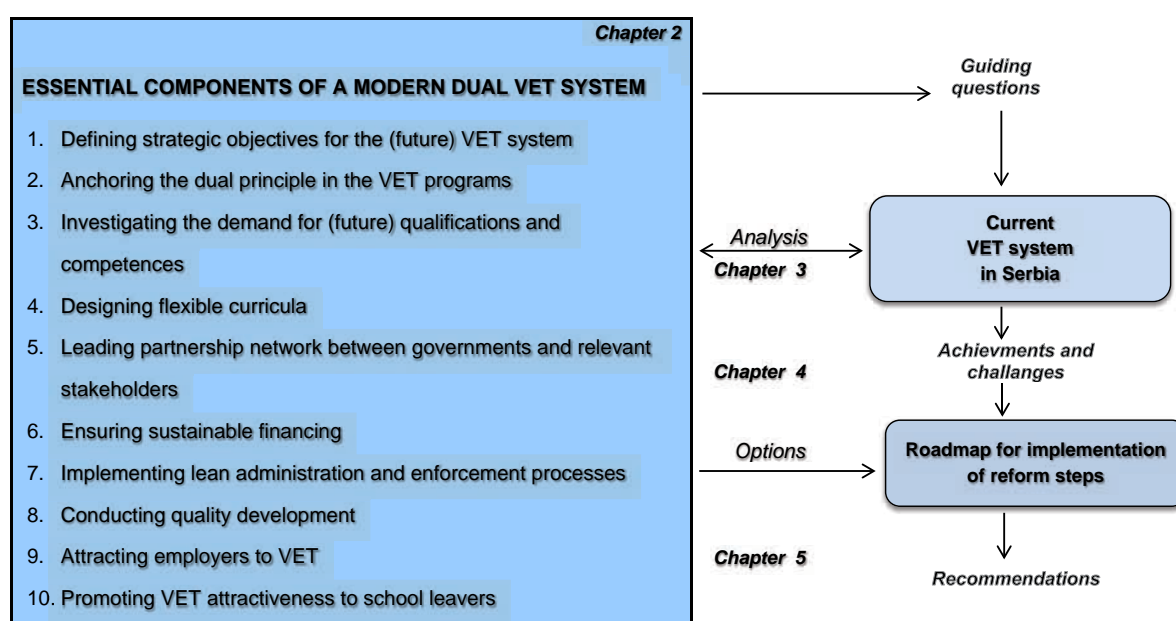 Chapter 2
ESSENTIAL COMPONENTS OF A MODERN DUAL VET SYSTEM
1. Defining strategic objectives for the (future) VET system
2. Anchoring the dual principle in the VET programs
3. Investigating the demand for (future) qualifications and
competences
4. Designing flexible curricula
5. Leading partnership network between governments and relevant
stakeholders
6. Ensuring sustainable financing
7. Implementing lean administration and enforcement processes
8. Conducting quality development
9. Attracting employers to VET
10. Promoting VET attractiveness to school leavers
Guiding
questions
Analysis
Chapter 3
Current
VET system
in Serbia
Achievments and
challanges
Chapter 4
Options
Roadmap for implementation
of reform steps
Chapter 5
Recommendations